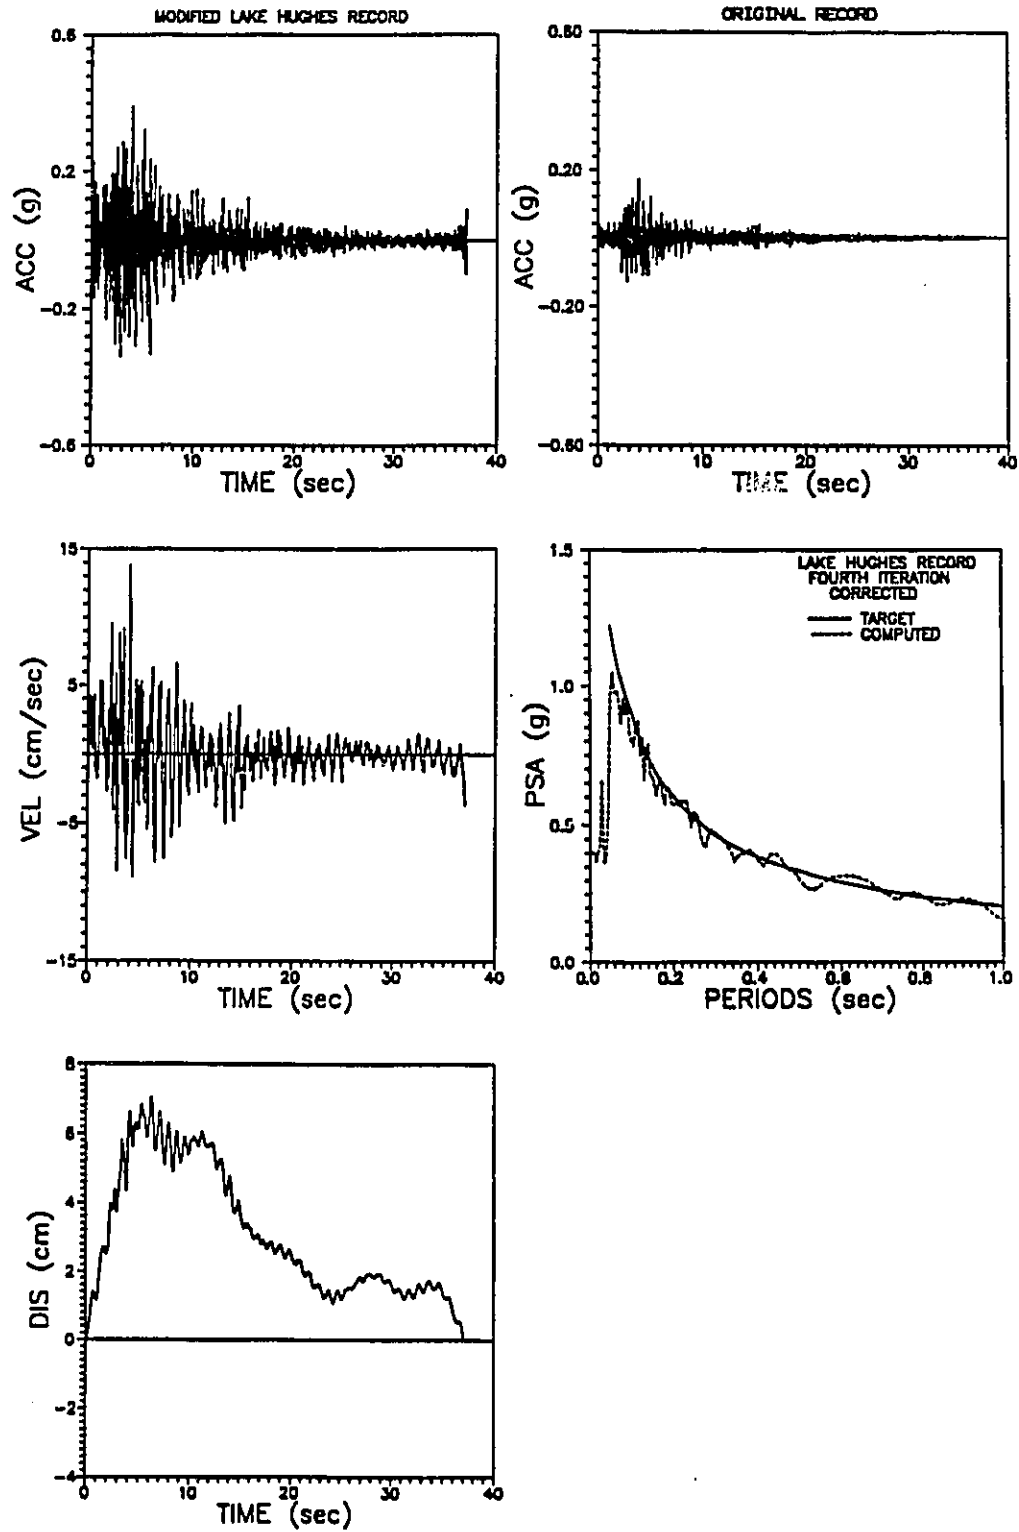 MODIFIED LAKE HUGHES RECORD
0.6
0.2
-0.2
-0.6
ACC (g)
0 10 20 30 40
TIME (sec)
ORIGINAL RECORD
0.60
0.20
-0.20
-0.60
ACC (g)
0 10 20 30 40
TIME (sec)
15
5
-5
-15
VEL (cm/sec)
0 10 20 30 40
TIME (sec)
LAKE HUGHES RECORD
FOURTH ITERATION
CORRECTED
TARGET
COMPUTED
1.5
1.0
0.5
0.0
PSA (g)
0.0 0.2 0.4 0.6 0.8 1.0
PERIODS (sec)
8
6
4
2
0
-2
-4
DIS (cm)
0 10 20 30 40
TIME (sec)